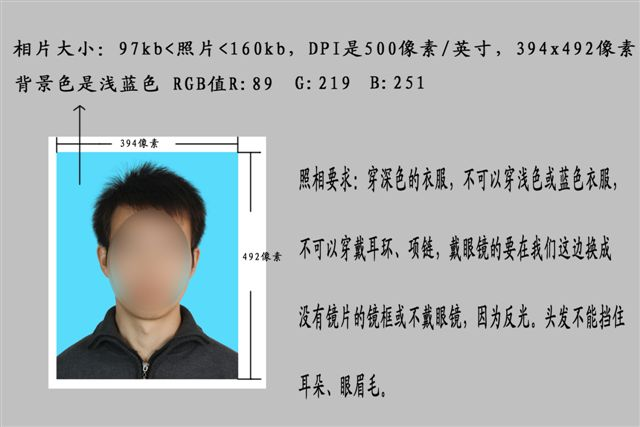 相片大小：97kb<照片<160kb，DPI是500像素/英寸，394x492像素
背景色是浅蓝色 RGB值R:89 G:219 B:251
394像素
492像素
照相要求：穿深色的衣服，不可以穿浅色或蓝色衣服，
不可以穿戴耳环、项链，戴眼镜的要在我们这边换成
没有镜片的镜框或不戴眼镜，因为反光。头发不能挡住
耳朵、眼眉毛。